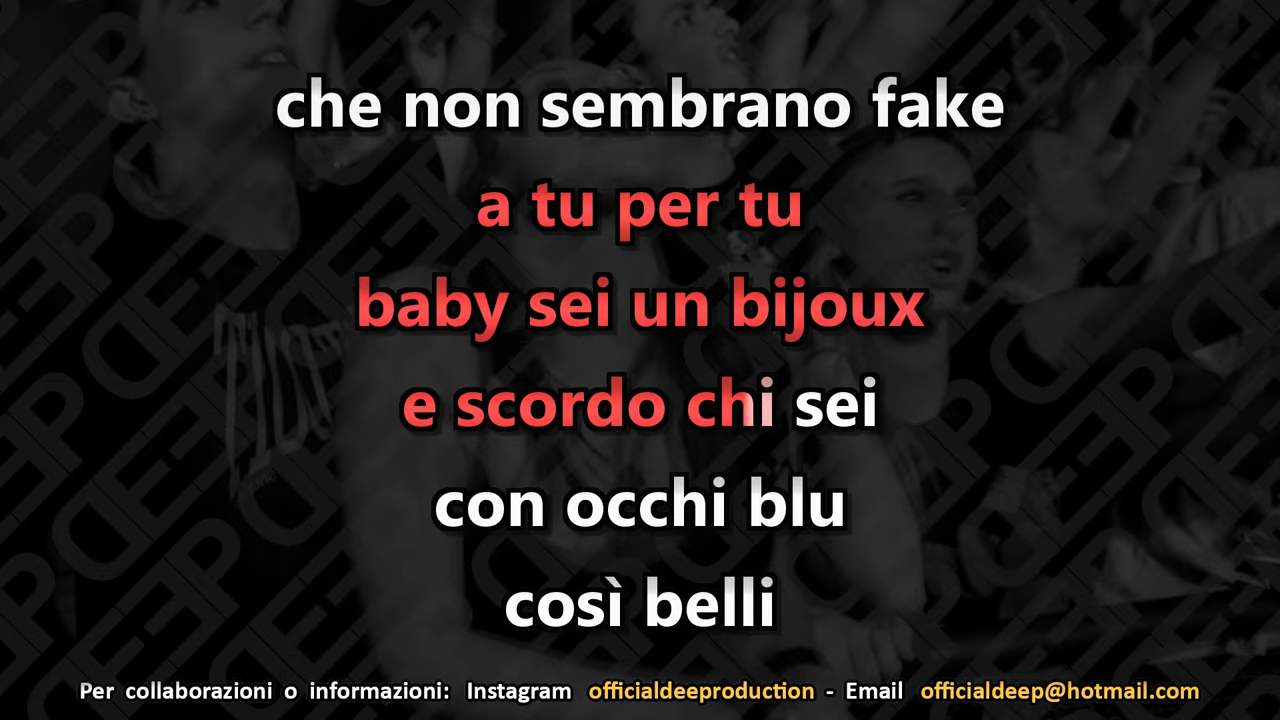 che non sembrano fake
a tu per tu
baby sei un bijoux
e scordo chi sei
con occhi blu
così belli
Per collaborazioni o informazioni: Instagram officialdeeproduction - Email officialdeep@hotmail.com